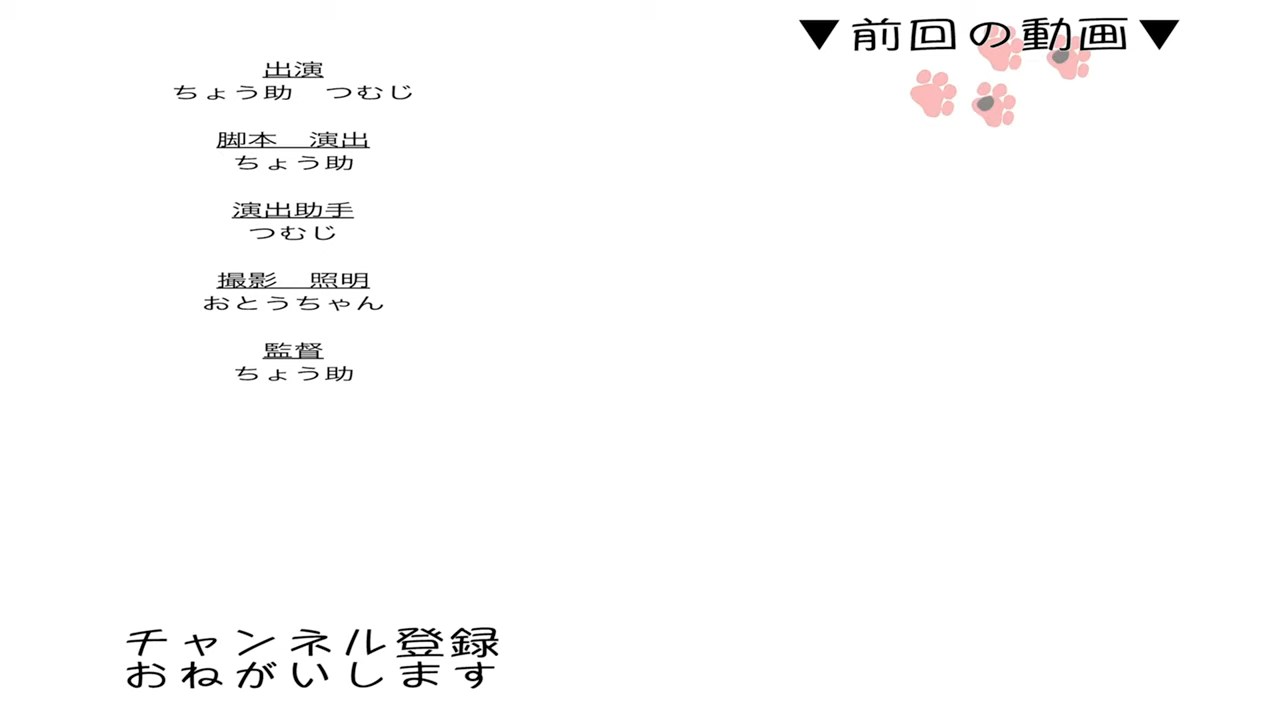 ▼前回の動画▼
出演
ちょう助　つむじ
脚本　演出
ちょう助
演出助手
つむじ
撮影　照明
おとうちゃん
監督
ちょう助
チャンネル登録
おねがいします